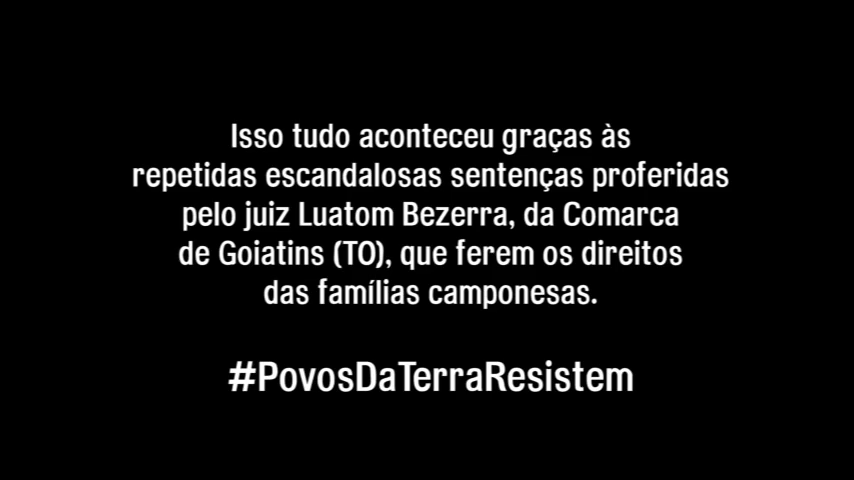 Isso tudo aconteceu graças às
repetidas escandalosas sentenças proferidas
pelo juiz Luatom Bezerra, da Comarca
de Goiatins (TO), que ferem os direitos
das famílias camponesas.
#PovosDaTerraResistem